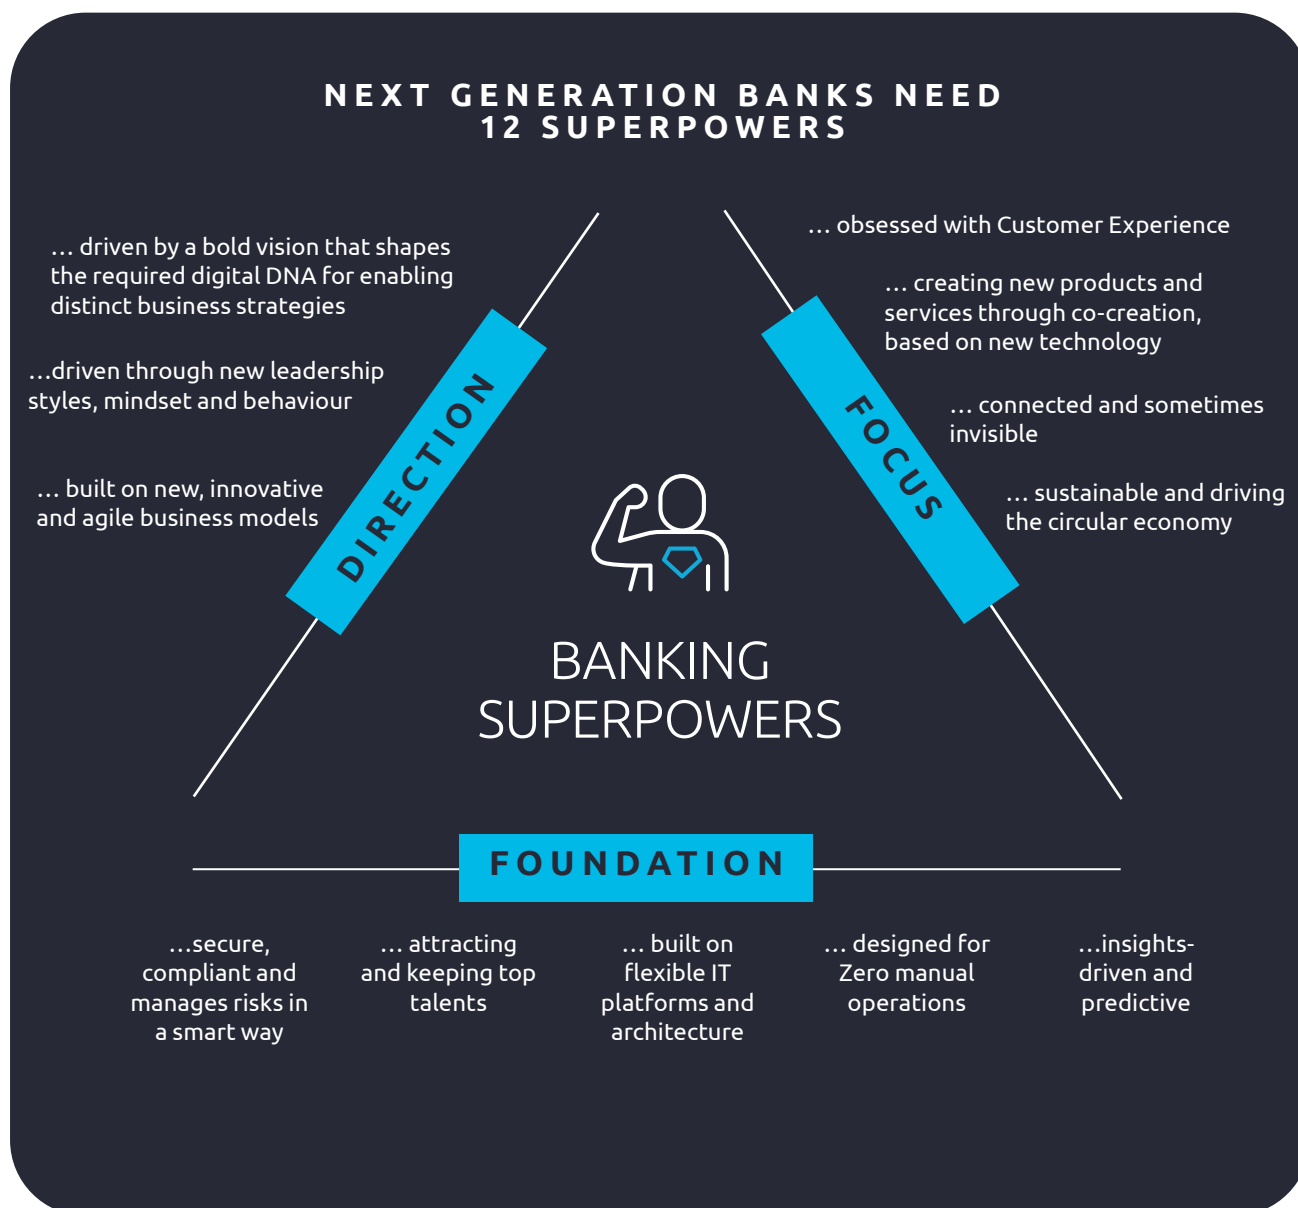 NEXT GENERATION BANKS NEED
12 SUPERPOWERS
… driven by a bold vision that shapes
the required digital DNA for enabling
distinct business strategies
…driven through new leadership
styles, mindset and behaviour
… built on new, innovative
and agile business models
DIRECTION
… obsessed with Customer Experience
… creating new products and
services through co-creation,
based on new technology
… connected and sometimes
invisible
… sustainable and driving
the circular economy
FOCUS
BANKING
SUPERPOWERS
FOUNDATION
…secure,
compliant and
manages risks in
a smart way
… attracting
and keeping top
talents
… built on
flexible IT
platforms and
architecture
… designed for
Zero manual
operations
…insights-
driven and
predictive